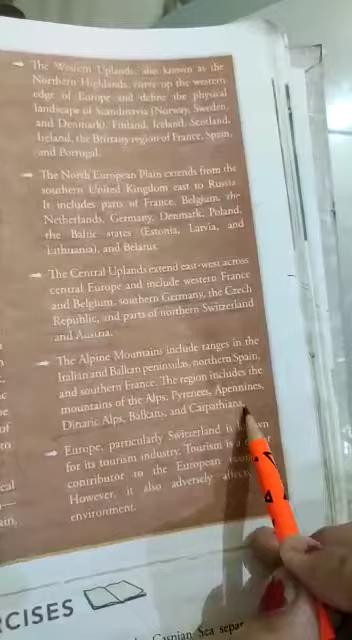 The Western Uplands, also known as the
Northern Highlands, curve up the western
edge of Europe and define the physical
landscape of Scandinavia (Norway, Sweden,
and Denmark), Finland, Iceland, Scotland,
Ireland, the Brittany region of France, Spain,
and Portugal.
The North European Plain extends from the
southern United Kingdom east to Russia.
It includes parts of France, Belgium, the
Netherlands, Germany, Denmark, Poland,
the Baltic states (Estonia, Latvia, and
Lithuania), and Belarus.
The Central Uplands extend east-west across
central Europe and include western France
and Belgium, southern Germany, the Czech
Republic, and parts of northern Switzerland
and Austria.
The Alpine Mountains include ranges in the
Italian and Balkan peninsulas, northern Spain,
and southern France. The region includes the
mountains of the Alps, Pyrenees, Apennines,
Dinaric Alps, Balkans, and Carpathians.
Europe, particularly Switzerland is
for its tourism industry. Tourism is a
contributor to the European
However, it also adversely
environment.
RCISES
Caspian Sea